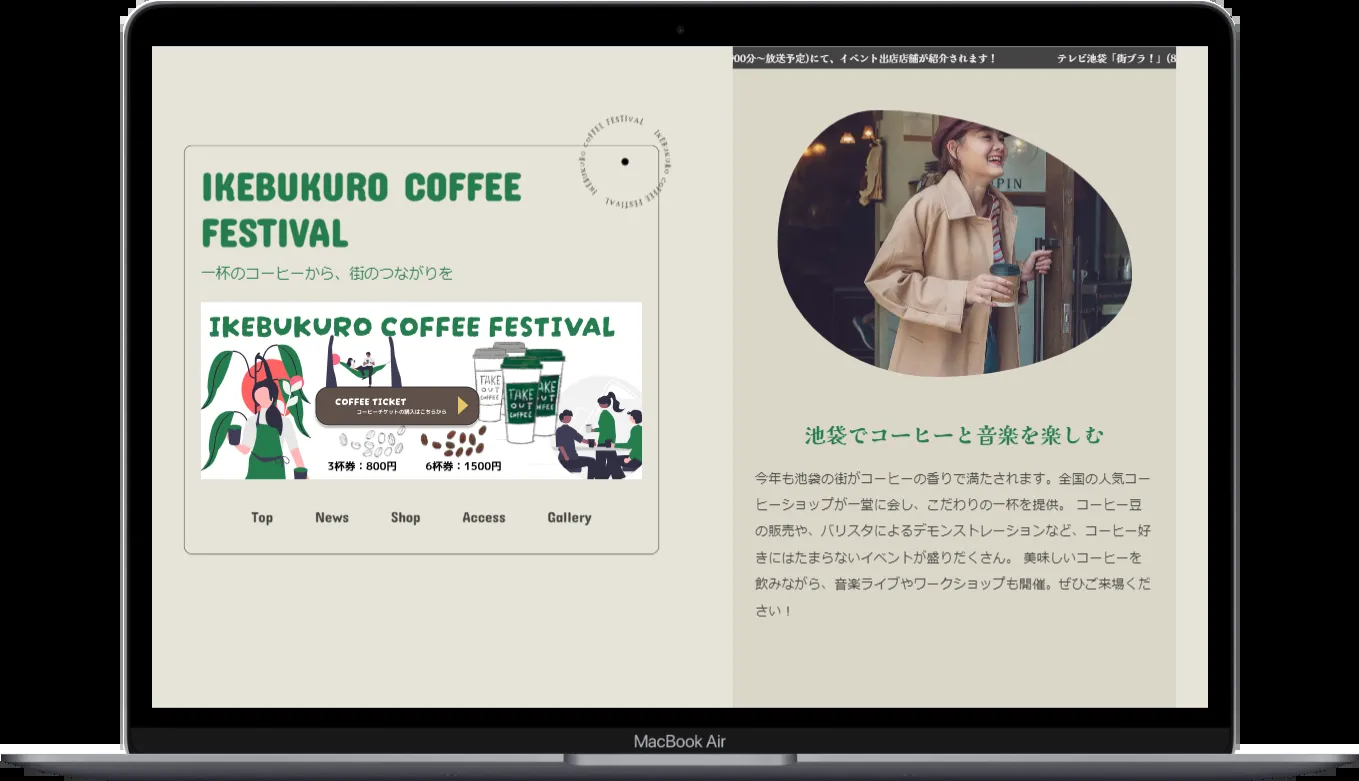 00分〜放送予定)にて、イベント出店店舗が紹介されます！ テレビ池袋「街ブラ！」(8
IKEBUKURO COFFEE FESTIVAL IKEBUKURO COFFEE FESTIVAL
IKEBUKURO COFFEE
FESTIVAL
一杯のコーヒーから、街のつながりを
IKEBUKURO COFFEE FESTIVAL
TAKE
OUT
COFFEE
TAKE
OUT
COFFEE
TAKE
OUT
COFFEE
COFFEE TICKET
コーヒーチケットの購入はこちらから
3杯券：800円 6杯券：1500円
Top News Shop Access Gallery
PIN
池袋でコーヒーと音楽を楽しむ
今年も池袋の街がコーヒーの香りで満たされます。全国の人気コー
ヒーショップが一堂に会し、こだわりの一杯を提供。 コーヒー豆
の販売や、バリスタによるデモンストレーションなど、コーヒー好
きにはたまらないイベントが盛りだくさん。 美味しいコーヒーを
飲みながら、音楽ライブやワークショップも開催。ぜひご来場くだ
さい！
MacBook Air